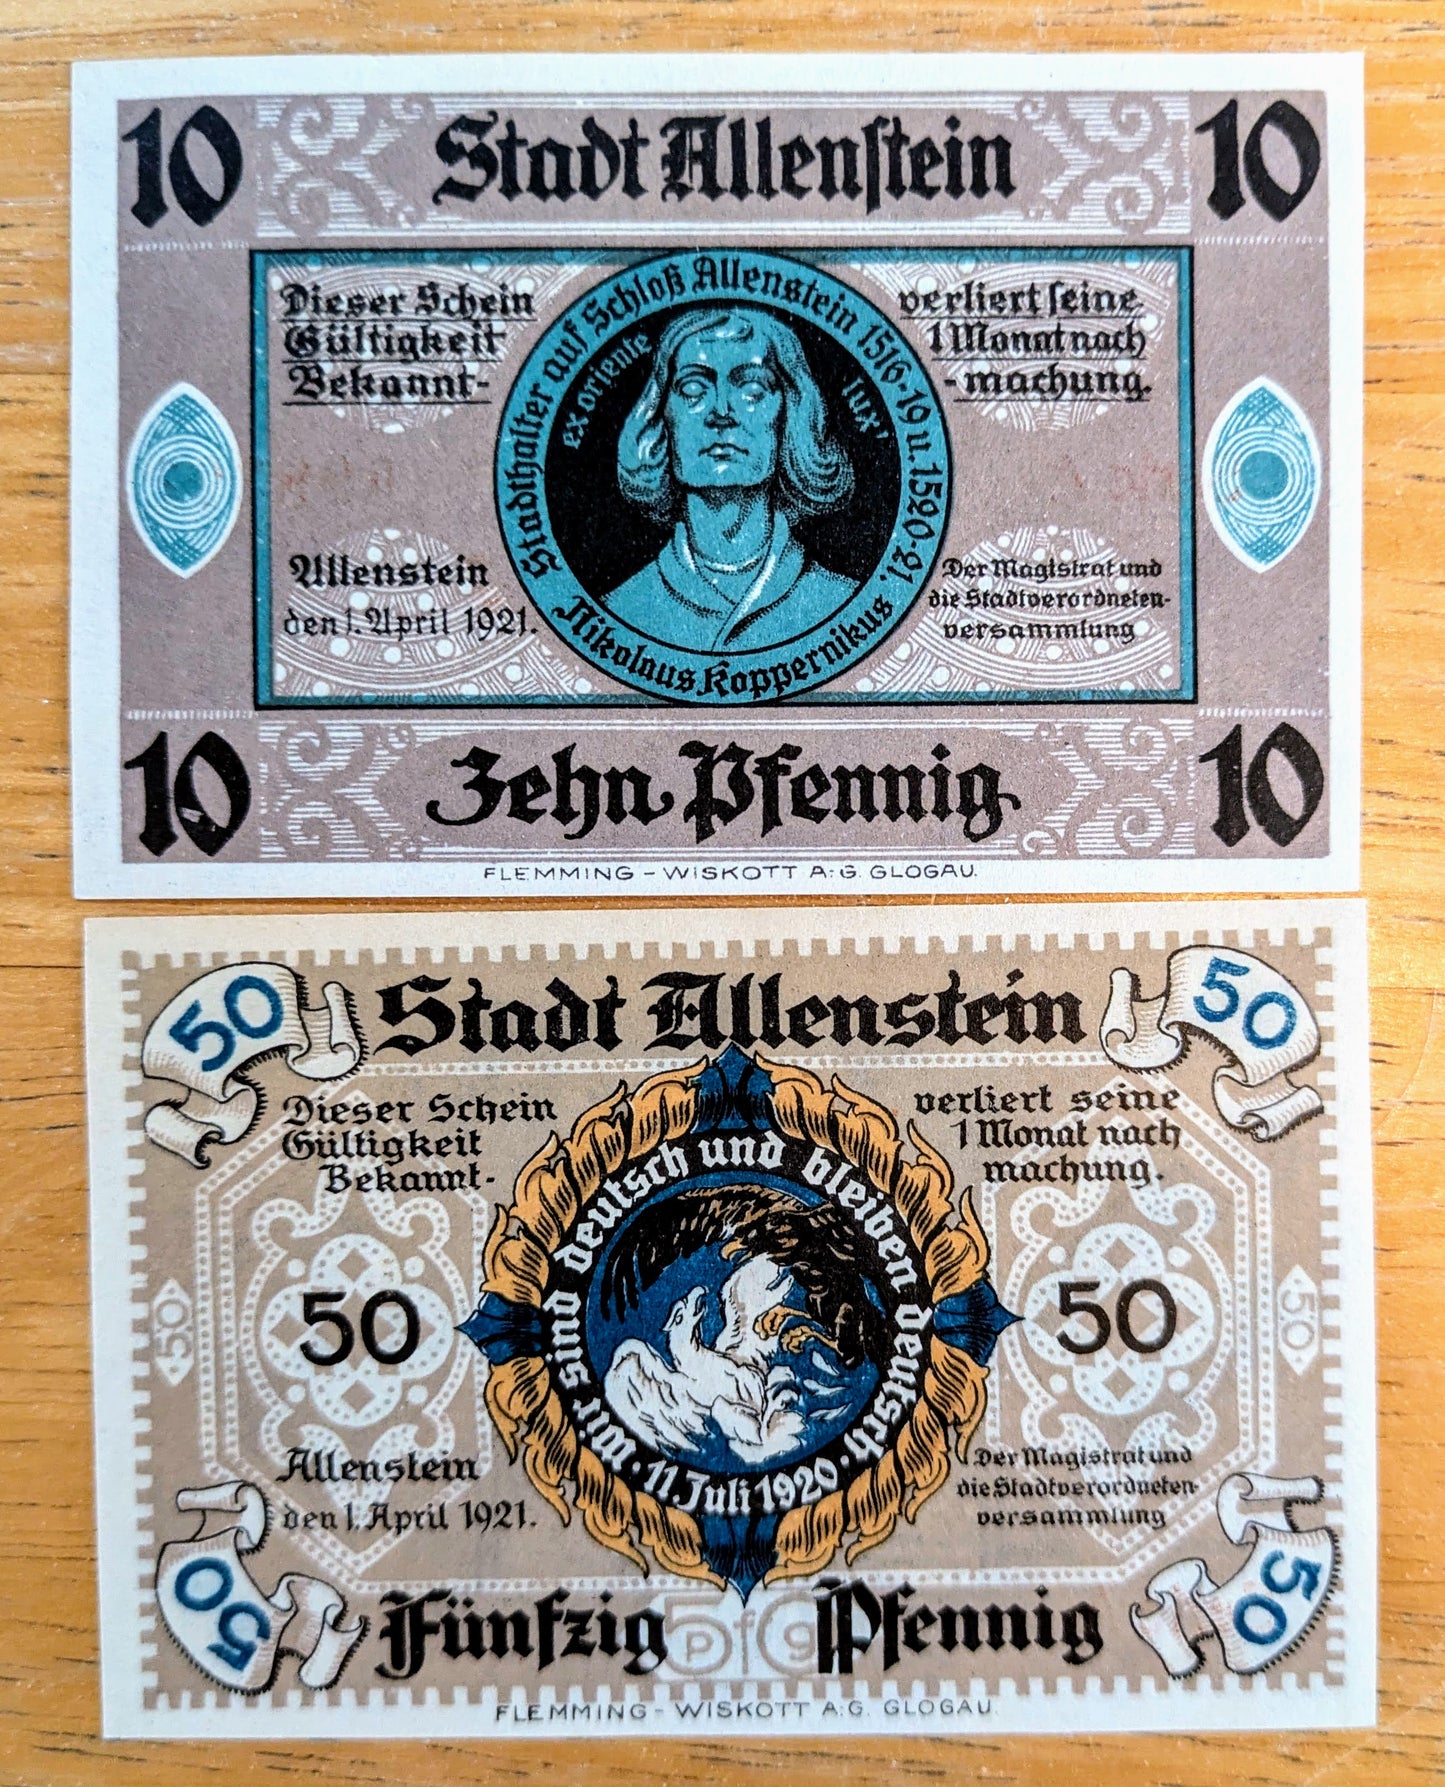 10 Stadt Allenstein 10
Dieser Schein
Gültigkeit
Bekannt-
Stadthalter auf Schloß Allenstein 1516-19 u. 1520-21.
Nikolaus Koppernikus
ex oriente lux'
verliert seine
1 Monat nach
-machung.
Allenstein
den 1. April 1921.
Der Magistrat und
die Stadtverordneten-
versammlung
10 Zehn Pfennig 10
FLEMMING-WISKOTT A:G. GLOGAU.
50 Stadt Allenstein 50
Dieser Schein
Gültigkeit
Bekannt-
verliert seine
1 Monat nach
machung.
Wir sind deutsch und bleiben deutsch.
11 Juli 1920
50 50 50 50
Allenstein
den 1. April 1921.
Der Magistrat und
die Stadtverordneten-
versammlung
50 Fünfzig Pfennig 50
50
Pfg
FLEMMING-WISKOTT A:G. GLOGAU.